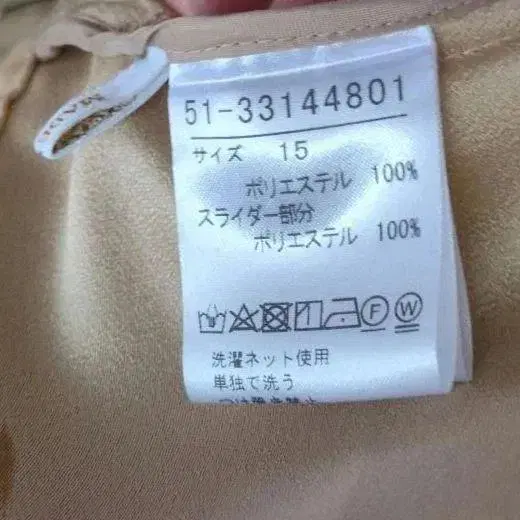 51-33144801
サイズ 15
ポリエステル 100%
スライダー部分
ポリエステル 100%
F W
洗濯ネット使用
単独で洗う